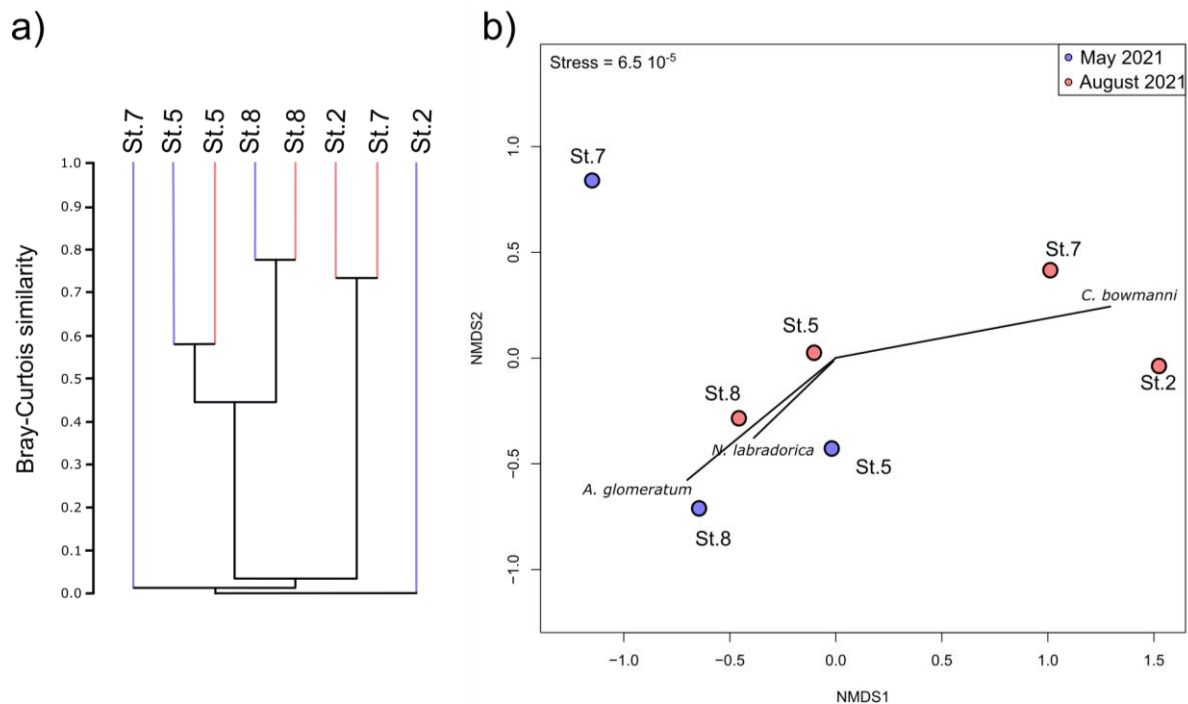 a)
St.7 St.5 St.5 St.8 St.8 St.2 St.7 St.2
Bray-Curtois similarity
1.0
0.9
0.8
0.7
0.6
0.5
0.4
0.3
0.2
0.1
0.0
b)
Stress = 6.5 10⁻⁵
May 2021
August 2021
St.7
St.7
C. bowmanni
St.5
St.2
St.8
N. labradorica
St.5
A. glomeratum
St.8
NMDS2
1.0
0.5
0.0
−0.5
−1.0
−1.0 −0.5 0.0 0.5 1.0 1.5
NMDS1